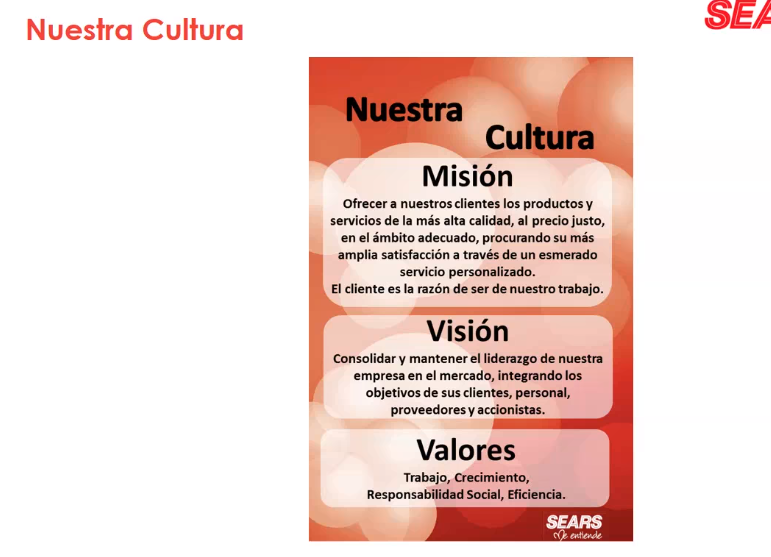 Nuestra Cultura
Nuestra
Cultura
Misión
Ofrecer a nuestros clientes los productos y
servicios de la más alta calidad, al precio justo,
en el ámbito adecuado, procurando su más
amplia satisfacción a través de un esmerado
servicio personalizado.
El cliente es la razón de ser de nuestro trabajo.
Visión
Consolidar y mantener el liderazgo de nuestra
empresa en el mercado, integrando los
objetivos de sus clientes, personal,
proveedores y accionistas.
Valores
Trabajo, Crecimiento,
Responsabilidad Social, Eficiencia.
SEARS
Me entiende